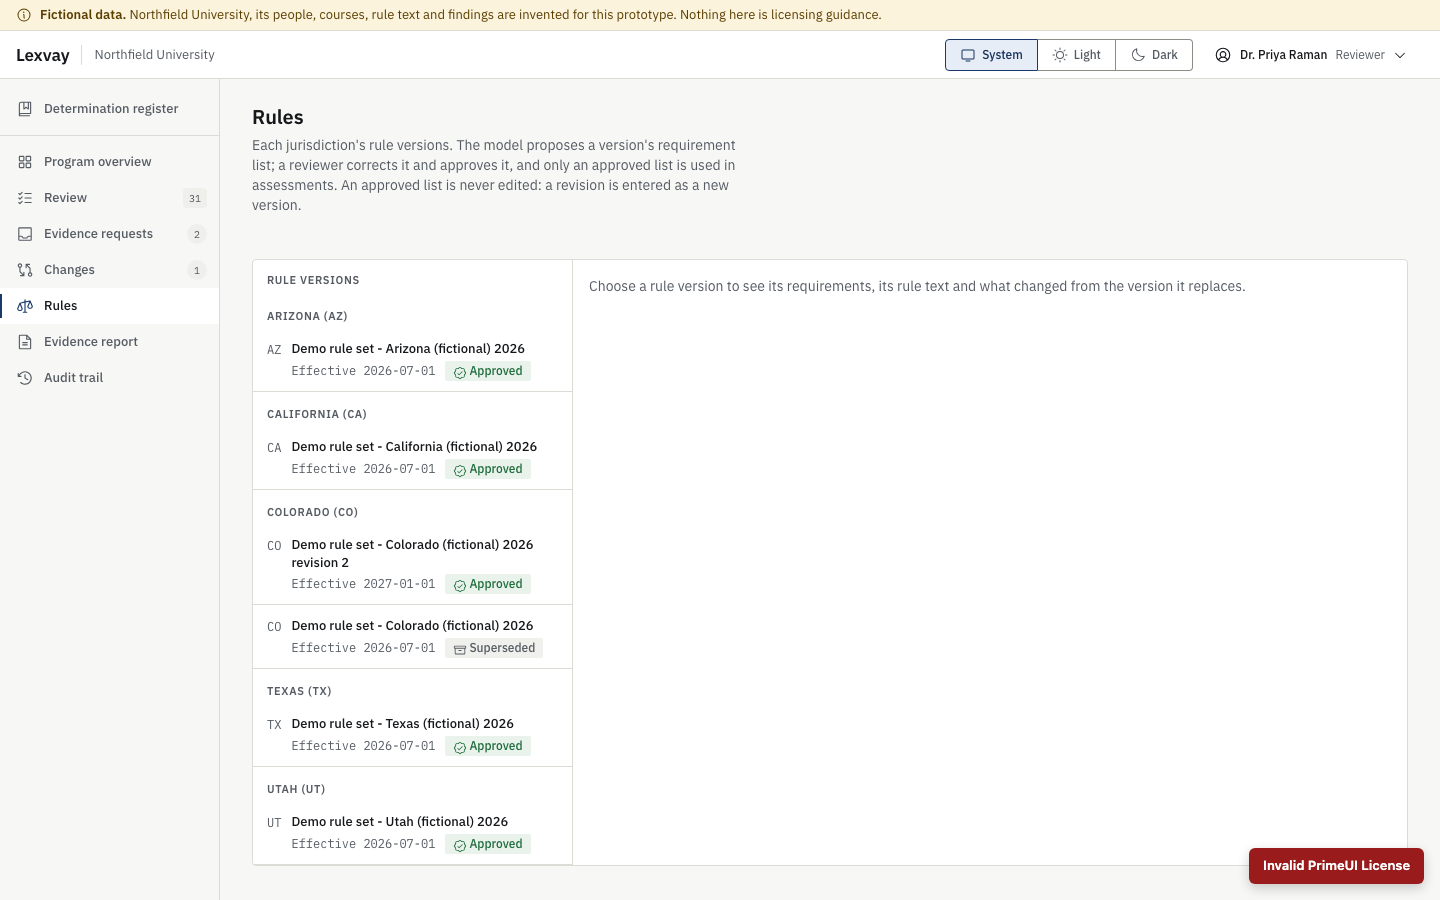 Fictional data. Northfield University, its people, courses, rule text and findings are invented for this prototype. Nothing here is licensing guidance.
Lexvay
Northfield University
System
Light
Dark
Dr. Priya Raman Reviewer
Determination register
Program overview
Review 31
Evidence requests 2
Changes 1
Rules
Evidence report
Audit trail
Rules
Each jurisdiction's rule versions. The model proposes a version's requirement
list; a reviewer corrects it and approves it, and only an approved list is used in
assessments. An approved list is never edited: a revision is entered as a new
version.
RULE VERSIONS
ARIZONA (AZ)
AZ Demo rule set - Arizona (fictional) 2026
Effective 2026-07-01 Approved
CALIFORNIA (CA)
CA Demo rule set - California (fictional) 2026
Effective 2026-07-01 Approved
COLORADO (CO)
CO Demo rule set - Colorado (fictional) 2026
revision 2
Effective 2027-01-01 Approved
CO Demo rule set - Colorado (fictional) 2026
Effective 2026-07-01 Superseded
TEXAS (TX)
TX Demo rule set - Texas (fictional) 2026
Effective 2026-07-01 Approved
UTAH (UT)
UT Demo rule set - Utah (fictional) 2026
Effective 2026-07-01 Approved
Choose a rule version to see its requirements, its rule text and what changed from the version it replaces.
Invalid PrimeUI License